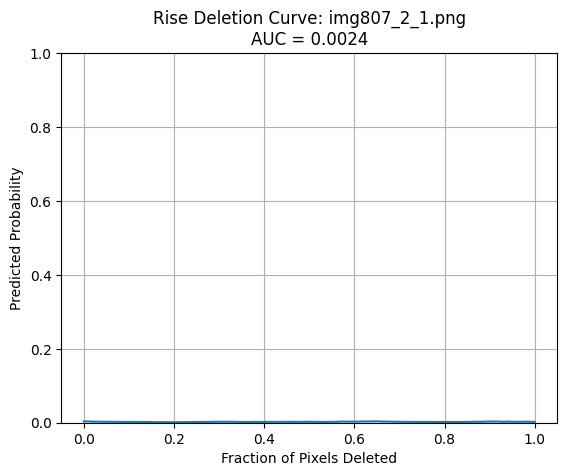 Rise Deletion Curve: img807_2_1.png
AUC = 0.0024
1.0
0.8
0.6
0.4
0.2
0.0
Predicted Probability
0.0 0.2 0.4 0.6 0.8 1.0
Fraction of Pixels Deleted